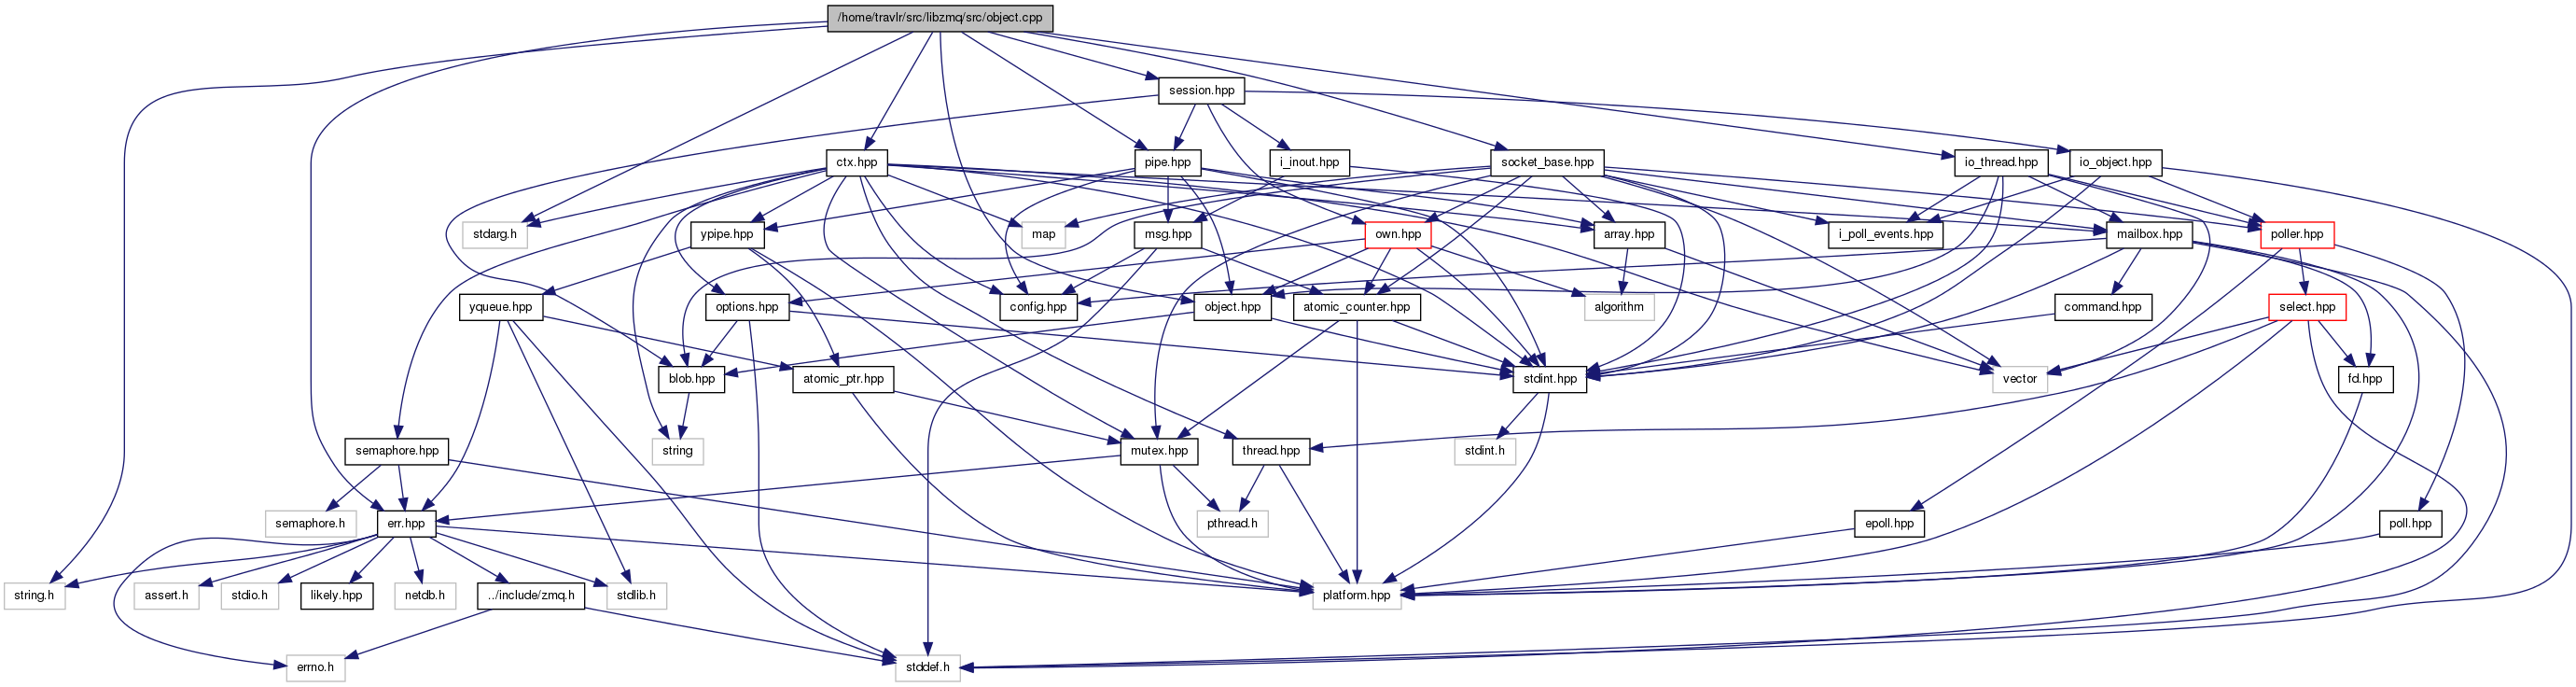 /home/travlr/src/libzmq/src/object.cpp
session.hpp
ctx.hpp
pipe.hpp
i_inout.hpp
socket_base.hpp
io_thread.hpp
io_object.hpp
stdarg.h
ypipe.hpp
map
msg.hpp
own.hpp
array.hpp
i_poll_events.hpp
mailbox.hpp
poller.hpp
yqueue.hpp
options.hpp
config.hpp
object.hpp
atomic_counter.hpp
algorithm
command.hpp
select.hpp
blob.hpp
atomic_ptr.hpp
stdint.hpp
vector
fd.hpp
semaphore.hpp
string
mutex.hpp
thread.hpp
stdint.h
semaphore.h
err.hpp
pthread.h
epoll.hpp
poll.hpp
string.h
assert.h
stdio.h
likely.hpp
netdb.h
../include/zmq.h
stdlib.h
platform.hpp
errno.h
stddef.h